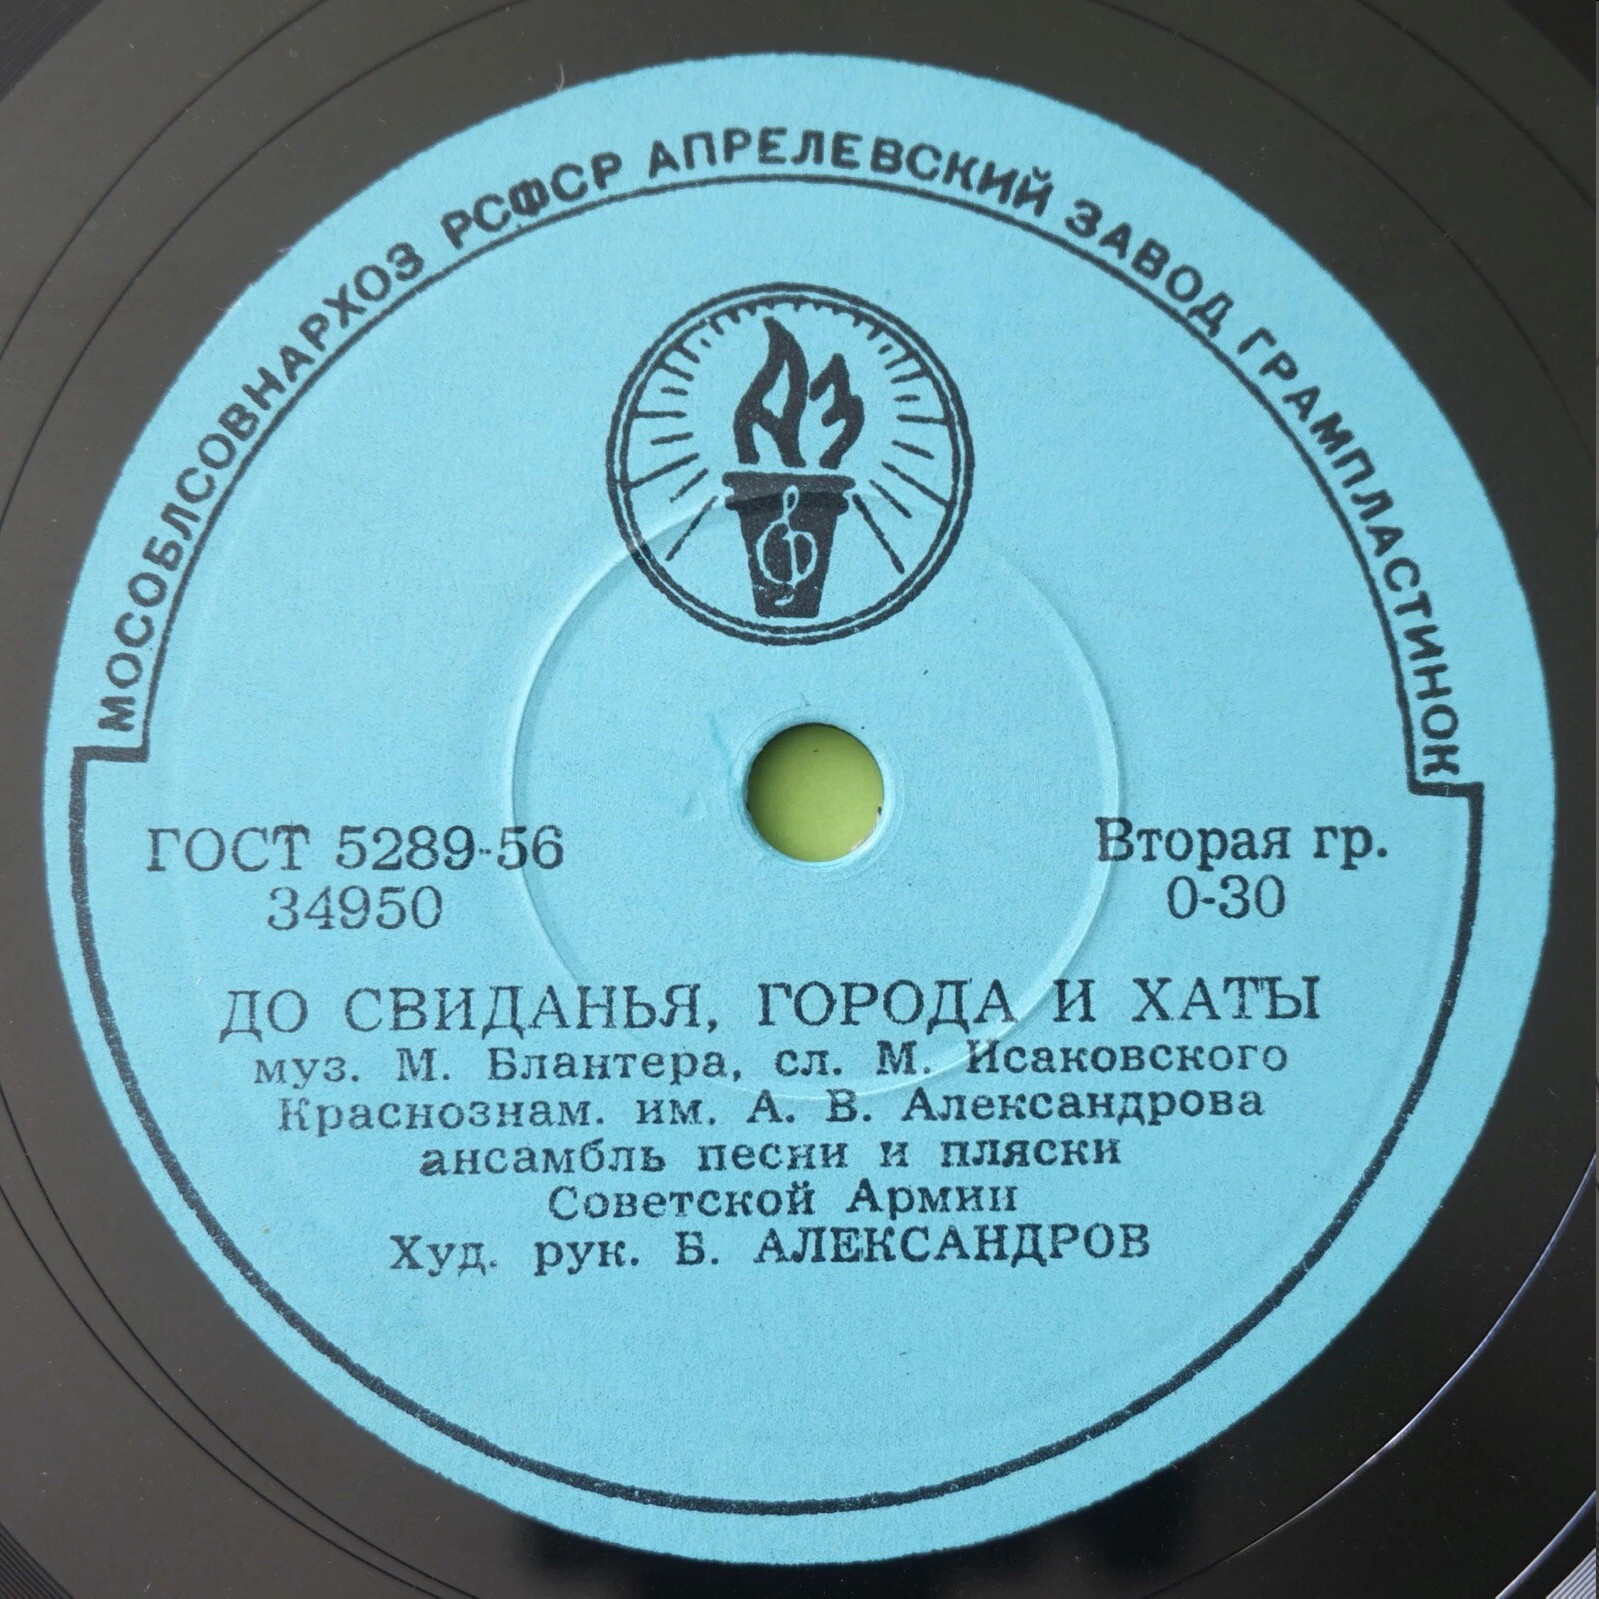 МОСОБЛСОВНАРХОЗ РСФСР АПРЕЛЕВСКИЙ ЗАВОД ГРАМПЛАСТИНОК
АЗ
ГОСТ 5289-56
34950
Вторая гр.
0-30
ДО СВИДАНЬЯ, ГОРОДА И ХАТЫ
муз. М. Блантера, сл. М. Исаковского
Краснознам. им. А. В. Александрова
ансамбль песни и пляски
Советской Армии
Худ. рук. Б. АЛЕКСАНДРОВ